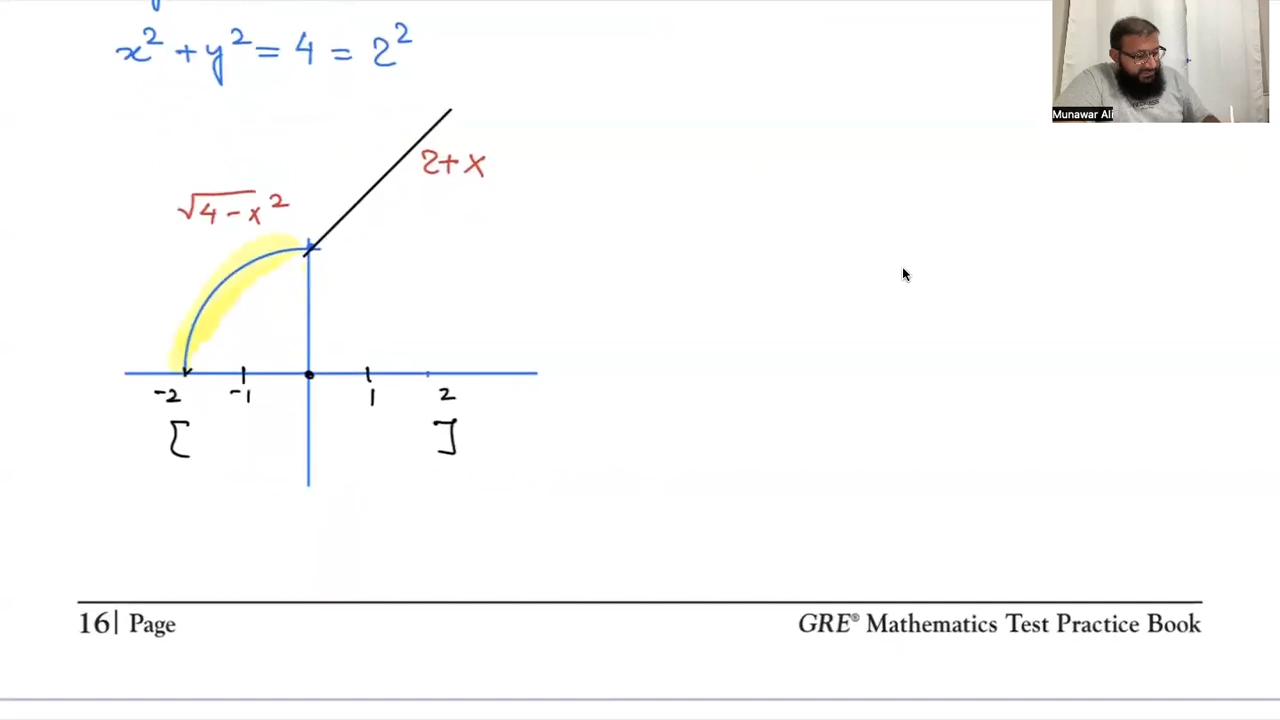 x² + y² = 4 = 2²
Munawar Ali
2+x
√4-x²
-2 -1 1 2
[ ]
16| Page
GRE® Mathematics Test Practice Book